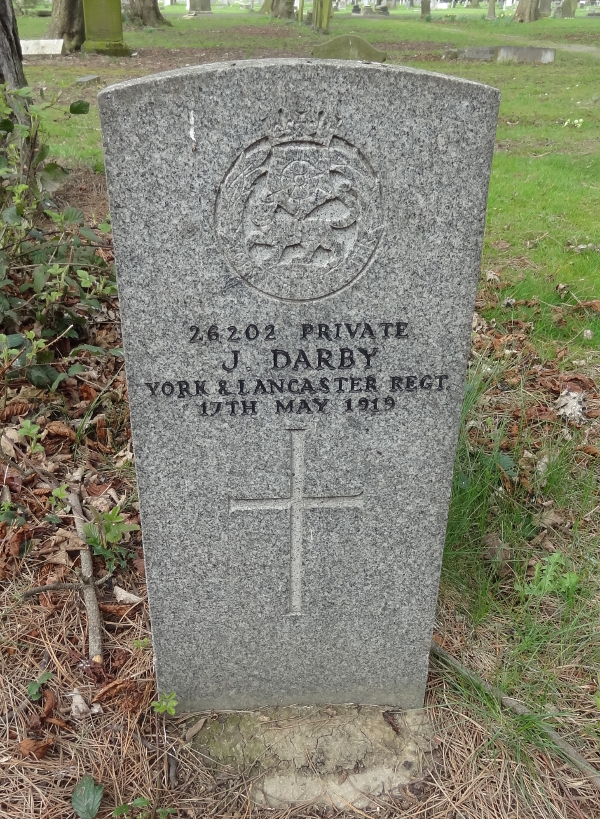 26202 PRIVATE
J. DARBY
YORK & LANCASTER REGT.
17TH MAY 1919